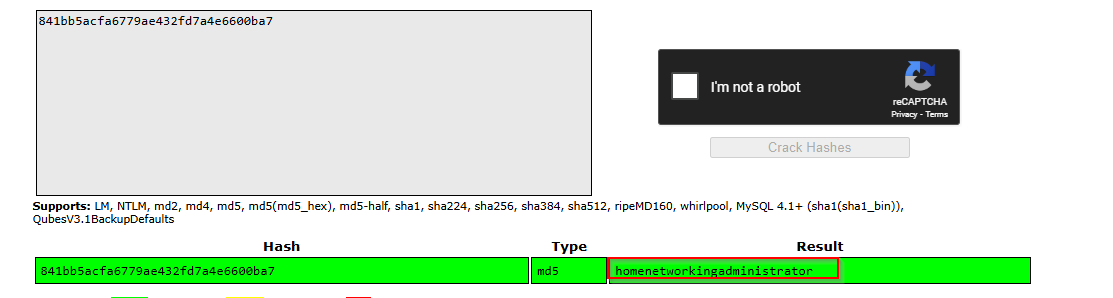 841bb5acfa6779ae432fd7a4e6600ba7
I'm not a robot
reCAPTCHA
Privacy - Terms
Crack Hashes
Supports: LM, NTLM, md2, md4, md5, md5(md5_hex), md5-half, sha1, sha224, sha256, sha384, sha512, ripeMD160, whirlpool, MySQL 4.1+ (sha1(sha1_bin)),
QubesV3.1BackupDefaults
Hash Type Result
841bb5acfa6779ae432fd7a4e6600ba7 md5 homenetworkingadministrator